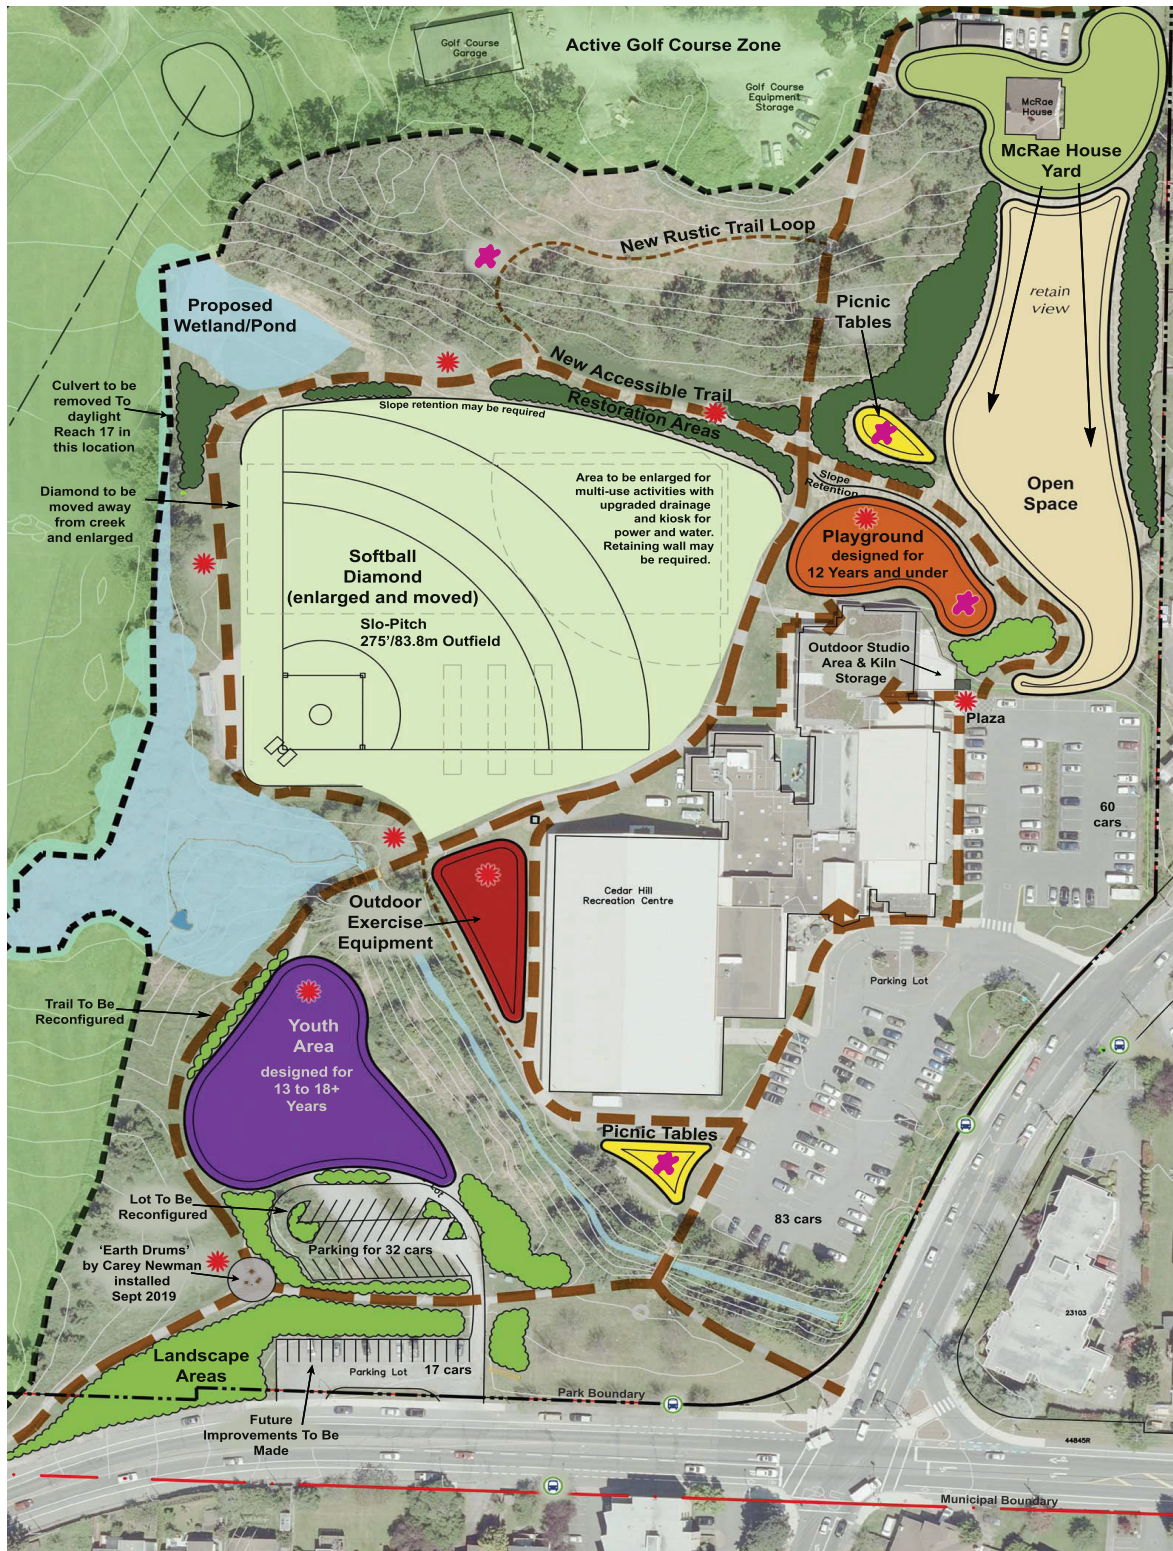 Golf Course
Garage
Active Golf Course Zone
Golf Course
Equipment
Storage
McRae
House
McRae House
Yard
New Rustic Trail Loop
retain
view
Picnic
Tables
Proposed
Wetland/Pond
New Accessible Trail
Restoration Areas
Slope retention may be required
Culvert to be
removed To
daylight
Reach 17 in
this location
Diamond to be
moved away
from creek
and enlarged
Area to be enlarged for
multi-use activities with
upgraded drainage
and kiosk for
power and water.
Retaining wall may
be required.
Slope
Retention
Open
Space
Playground
designed for
12 Years and under
Softball
Diamond
(enlarged and moved)
Slo-Pitch
275'/83.8m Outfield
Outdoor Studio
Area & Kiln
Storage
Plaza
60
cars
Cedar Hill
Recreation Centre
Outdoor
Exercise
Equipment
Parking Lot
Trail To Be
Reconfigured
Youth
Area
designed for
13 to 18+
Years
Picnic Tables
Lot To Be
Reconfigured
Parking for 32 cars
83 cars
'Earth Drums'
by Carey Newman
installed
Sept 2019
23103
Landscape
Areas
Parking Lot
17 cars
Park Boundary
Future
Improvements To Be
Made
44845R
Municipal Boundary